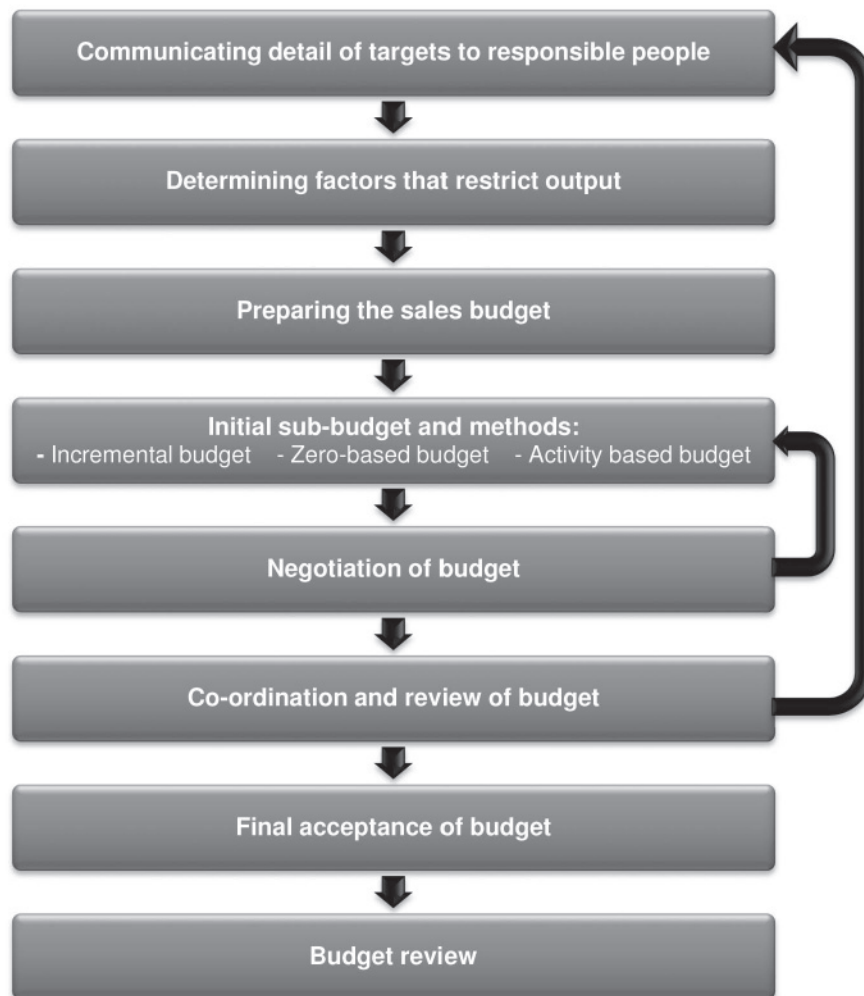 Communicating detail of targets to responsible people
Determining factors that restrict output
Preparing the sales budget
Initial sub-budget and methods:
- Incremental budget - Zero-based budget - Activity based budget
Negotiation of budget
Co-ordination and review of budget
Final acceptance of budget
Budget review